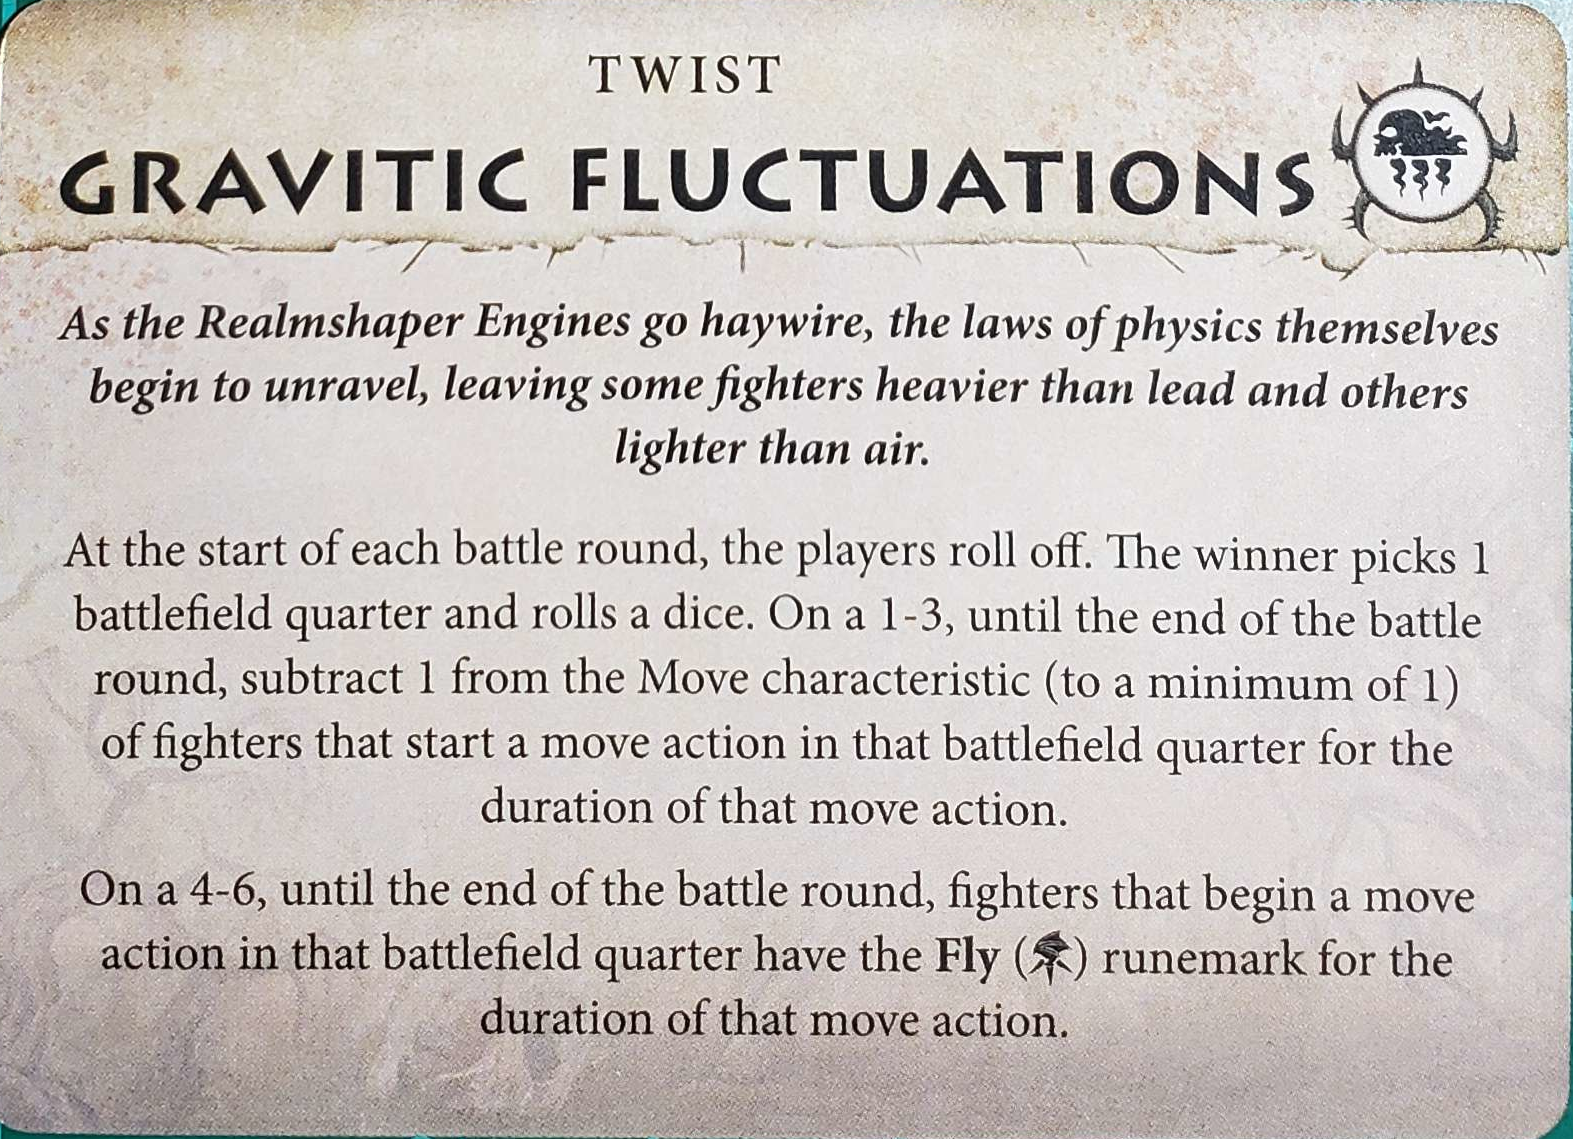 TWIST
GRAVITIC FLUCTUATIONS
As the Realmshaper Engines go haywire, the laws of physics themselves
begin to unravel, leaving some fighters heavier than lead and others
lighter than air.
At the start of each battle round, the players roll off. The winner picks 1
battlefield quarter and rolls a dice. On a 1-3, until the end of the battle
round, subtract 1 from the Move characteristic (to a minimum of 1)
of fighters that start a move action in that battlefield quarter for the
duration of that move action.
On a 4-6, until the end of the battle round, fighters that begin a move
action in that battlefield quarter have the Fly () runemark for the
duration of that move action.